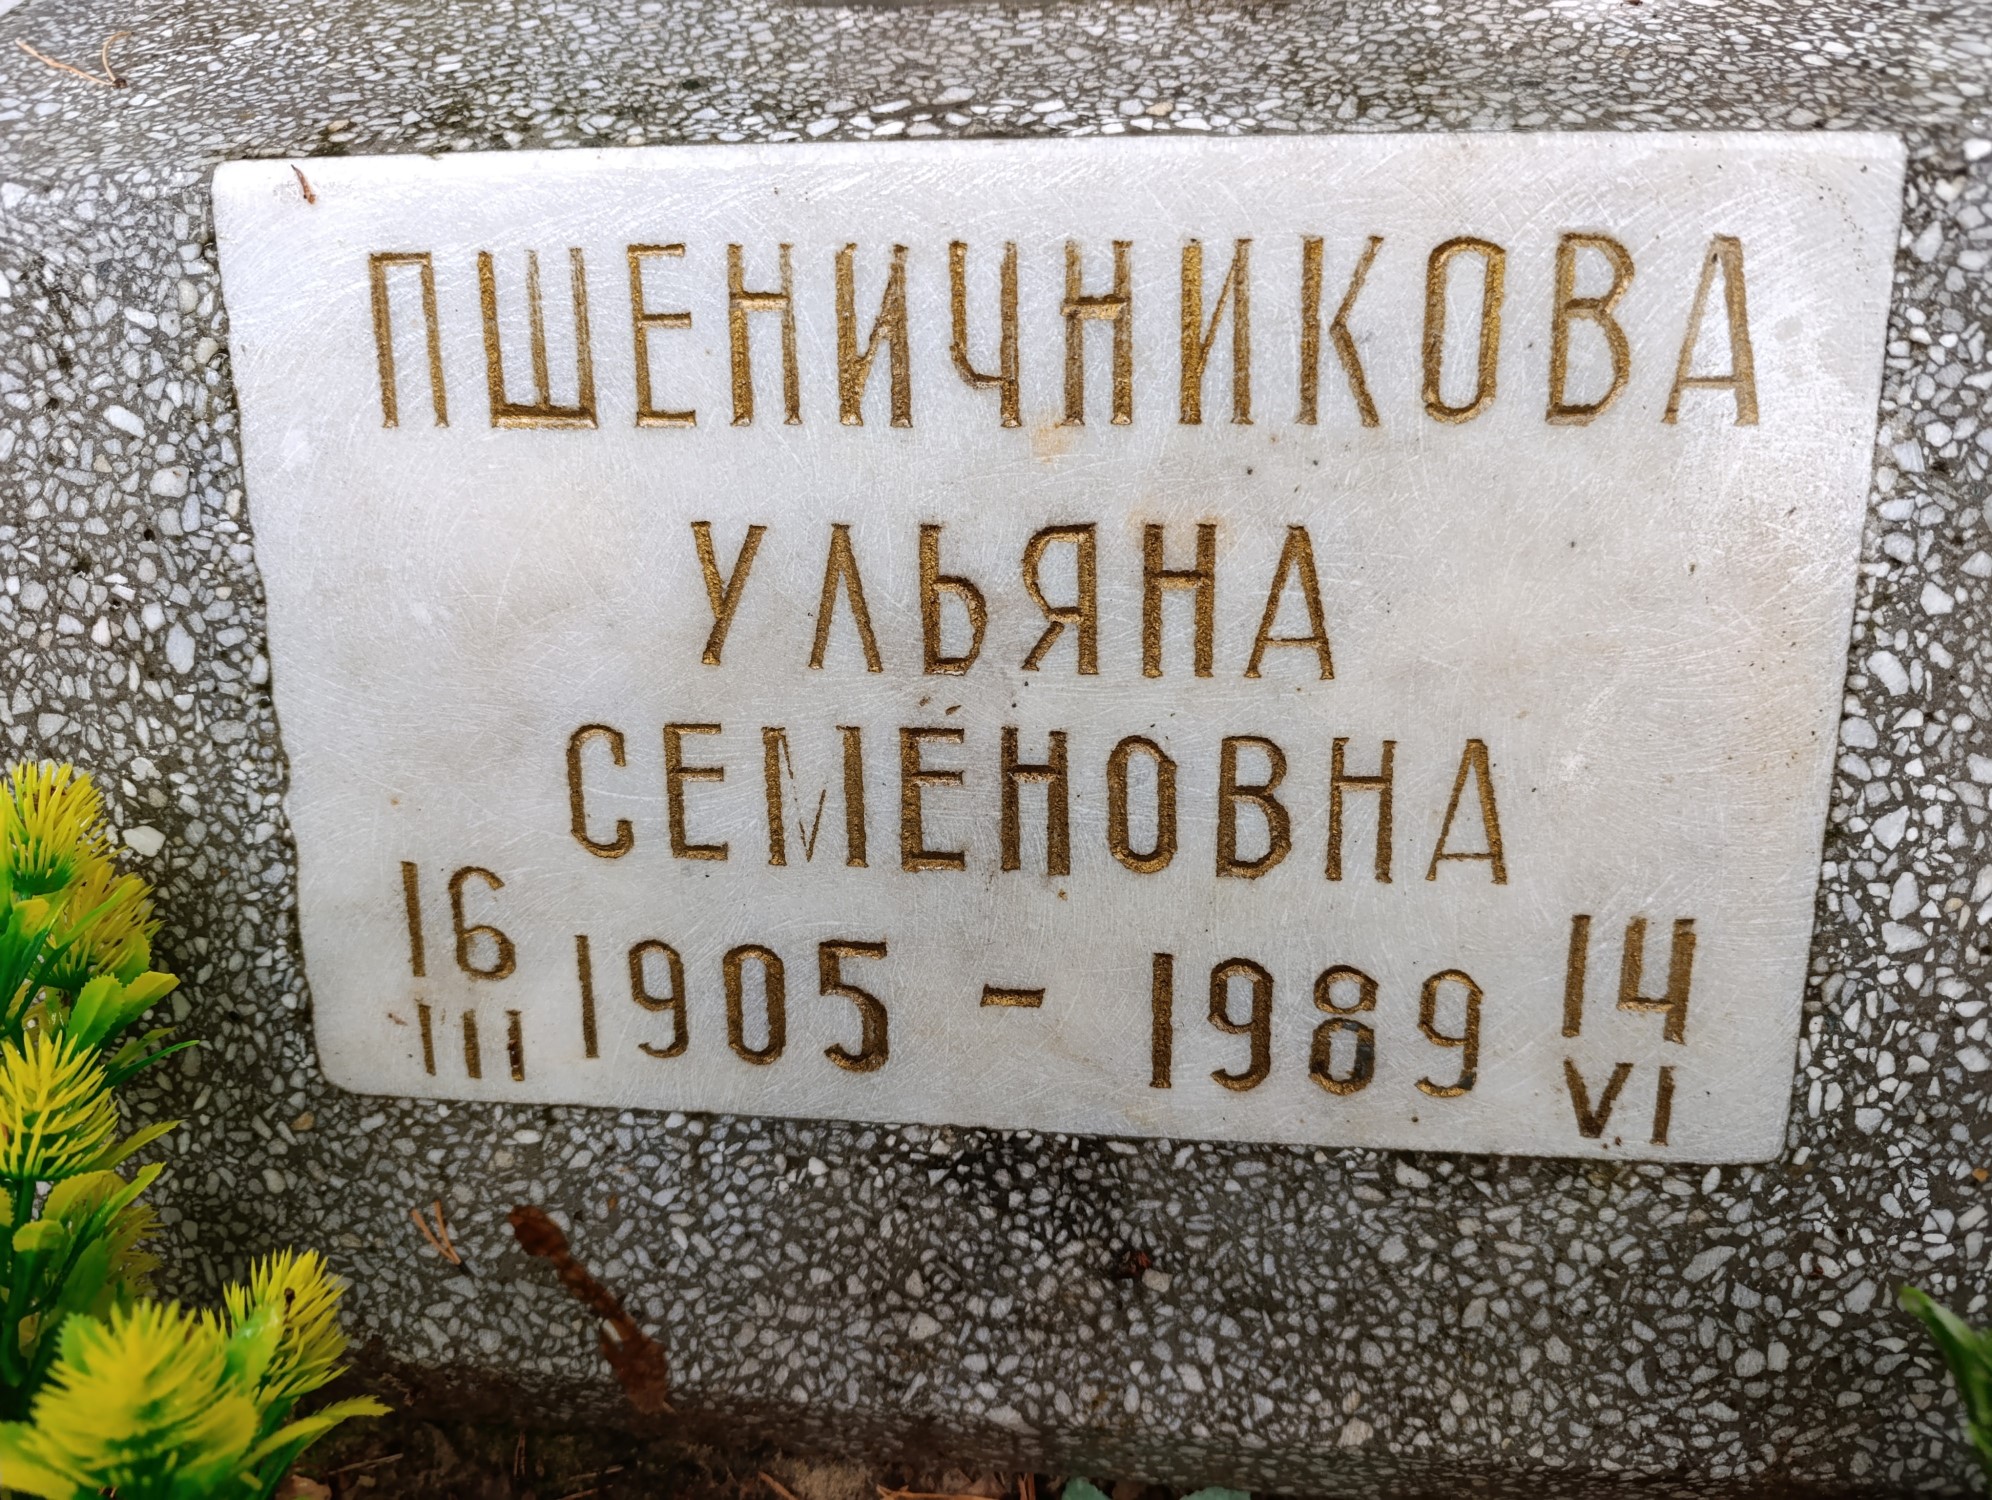 ПШЕНИЧНИКОВА
УЛЬЯНА
СЕМЁНОВНА
16 III 1905 - 1989 14 VI